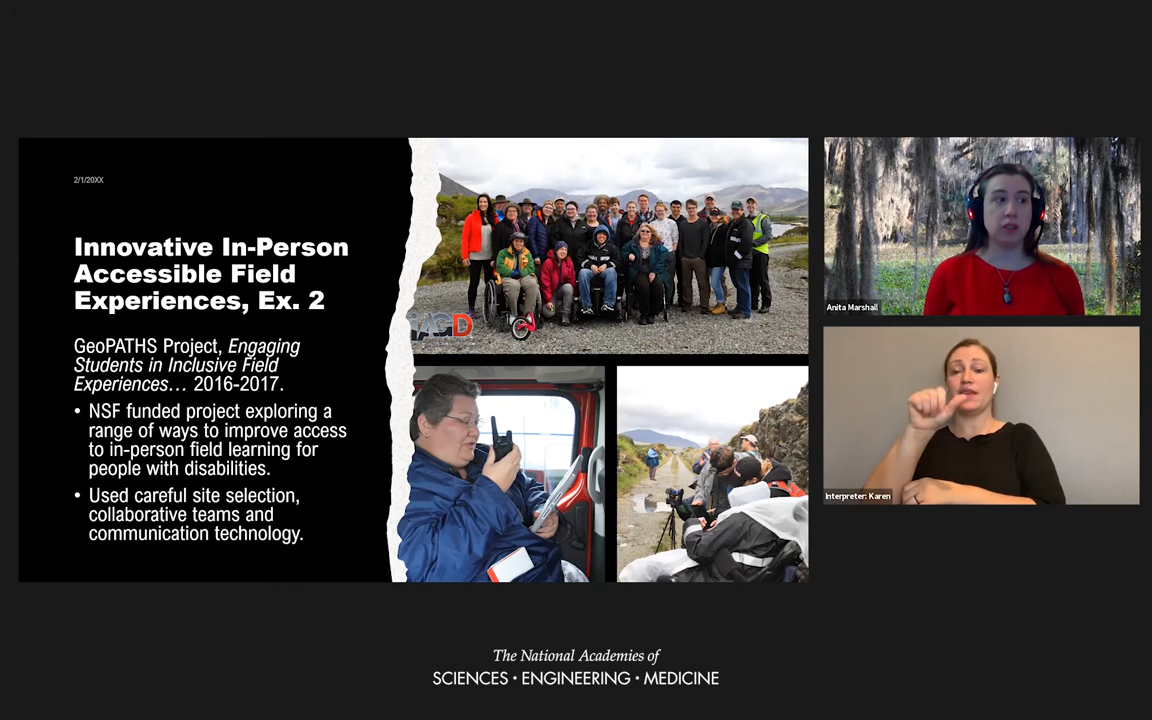 2/1/20XX
Innovative In-Person
Accessible Field
Experiences, Ex. 2
GeoPATHS Project, Engaging
Students in Inclusive Field
Experiences… 2016-2017.
• NSF funded project exploring a
range of ways to improve access
to in-person field learning for
people with disabilities.
• Used careful site selection,
collaborative teams and
communication technology.
IAGD
Anita Marshall
Interpreter: Karen
The National Academies of
SCIENCES · ENGINEERING · MEDICINE